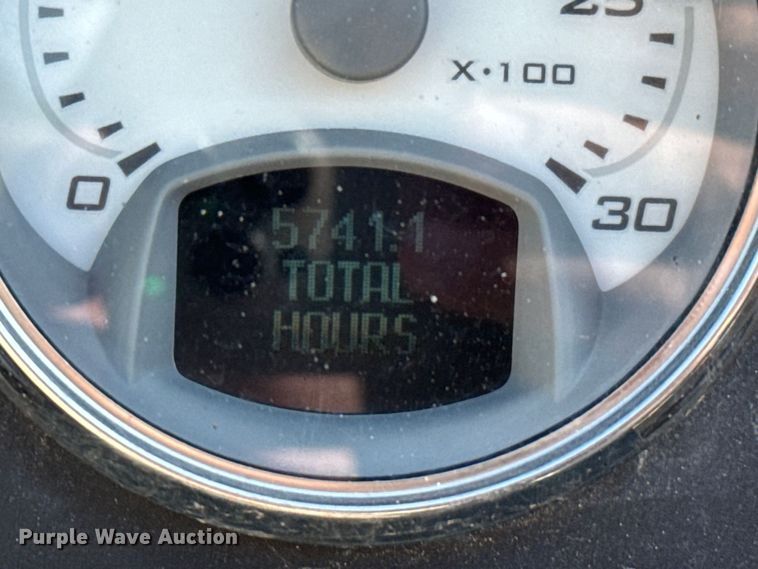 25
X•100
0
30
5741.1
TOTAL
HOURS
Purple Wave Auction